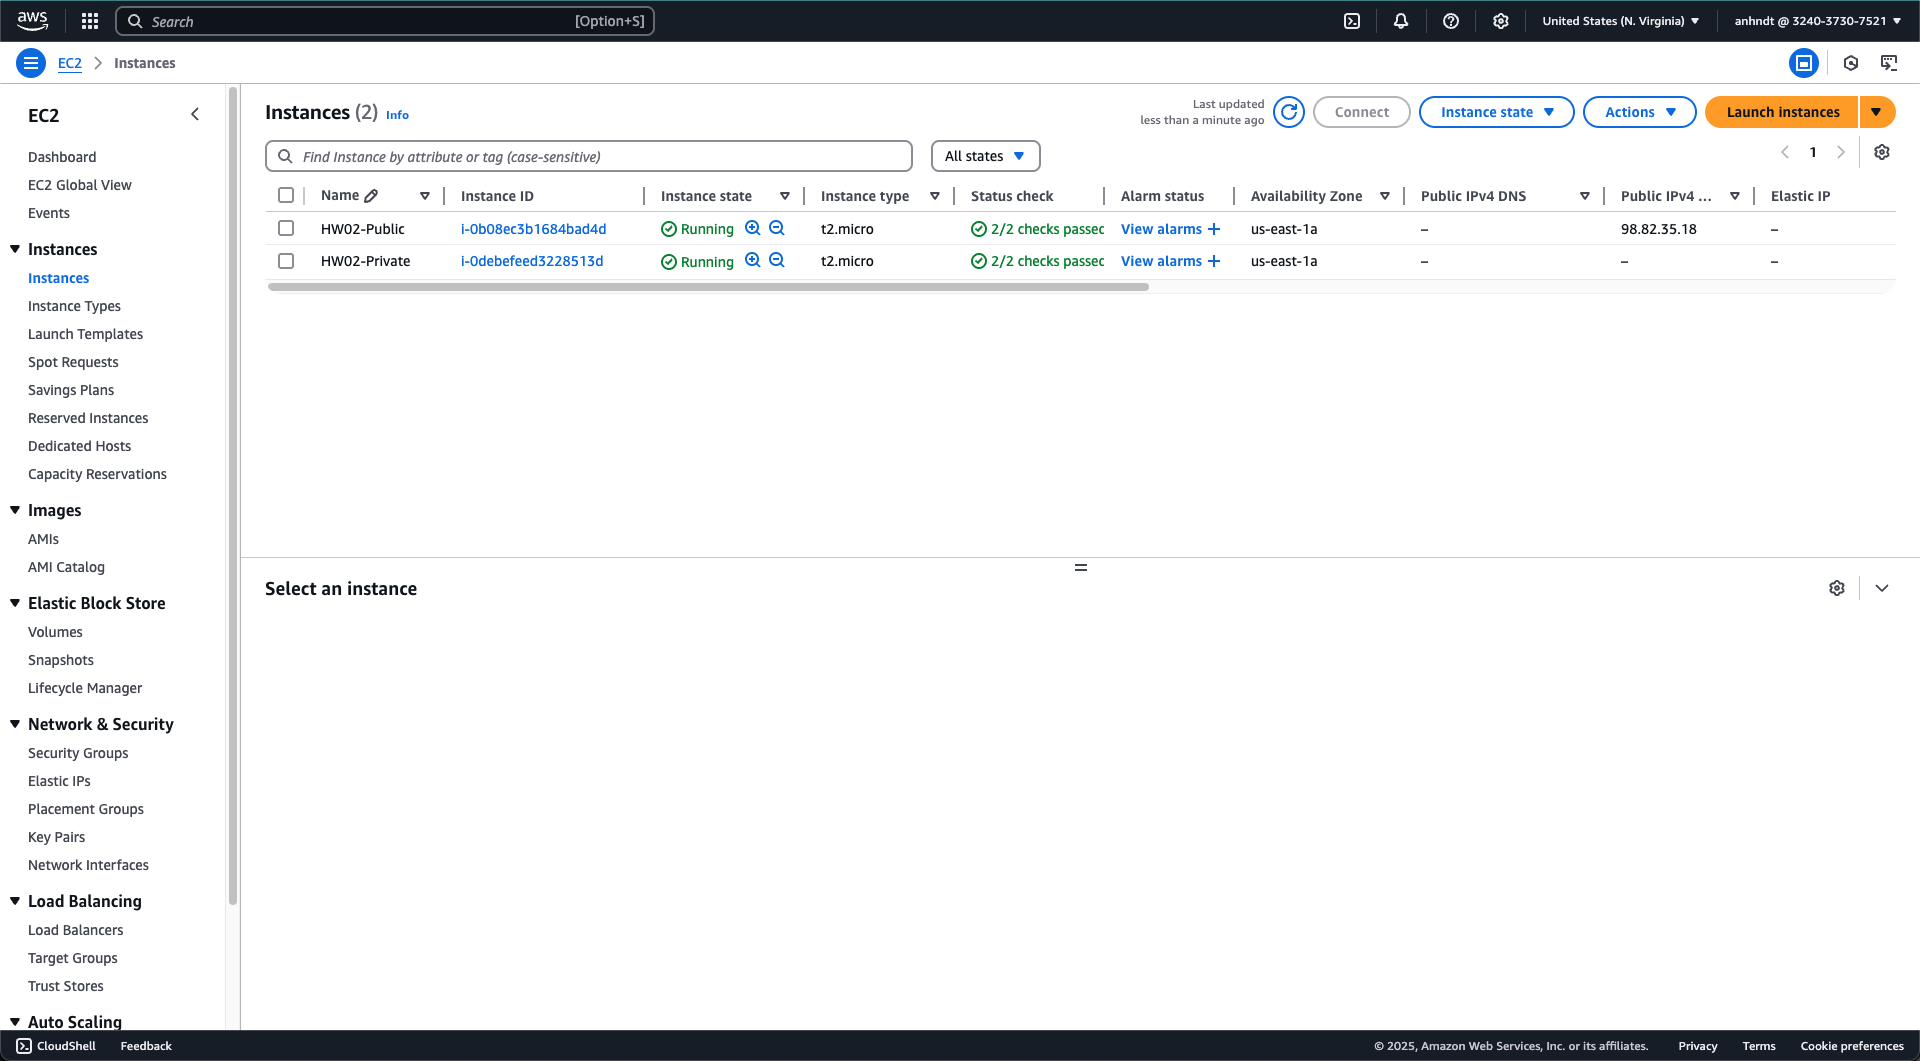 aws
Search [Option+S]
United States (N. Virginia)
anhndt @ 3240-3730-7521
EC2
Instances
EC2
Dashboard
EC2 Global View
Events
Instances
Instances
Instance Types
Launch Templates
Spot Requests
Savings Plans
Reserved Instances
Dedicated Hosts
Capacity Reservations
Images
AMIs
AMI Catalog
Elastic Block Store
Volumes
Snapshots
Lifecycle Manager
Network & Security
Security Groups
Elastic IPs
Placement Groups
Key Pairs
Network Interfaces
Load Balancing
Load Balancers
Target Groups
Trust Stores
Auto Scaling
Instances (2) Info
Last updated
less than a minute ago
Connect
Instance state
Actions
Launch instances
Find Instance by attribute or tag (case-sensitive)
All states
1
Name Instance ID Instance state Instance type Status check Alarm status Availability Zone Public IPv4 DNS Public IPv4 ... Elastic IP
HW02-Public i-0b08ec3b1684bad4d Running t2.micro 2/2 checks passed View alarms + us-east-1a – 98.82.35.18 –
HW02-Private i-0debefeed3228513d Running t2.micro 2/2 checks passed View alarms + us-east-1a – – –
Select an instance
CloudShell Feedback
© 2025, Amazon Web Services, Inc. or its affiliates. Privacy Terms Cookie preferences